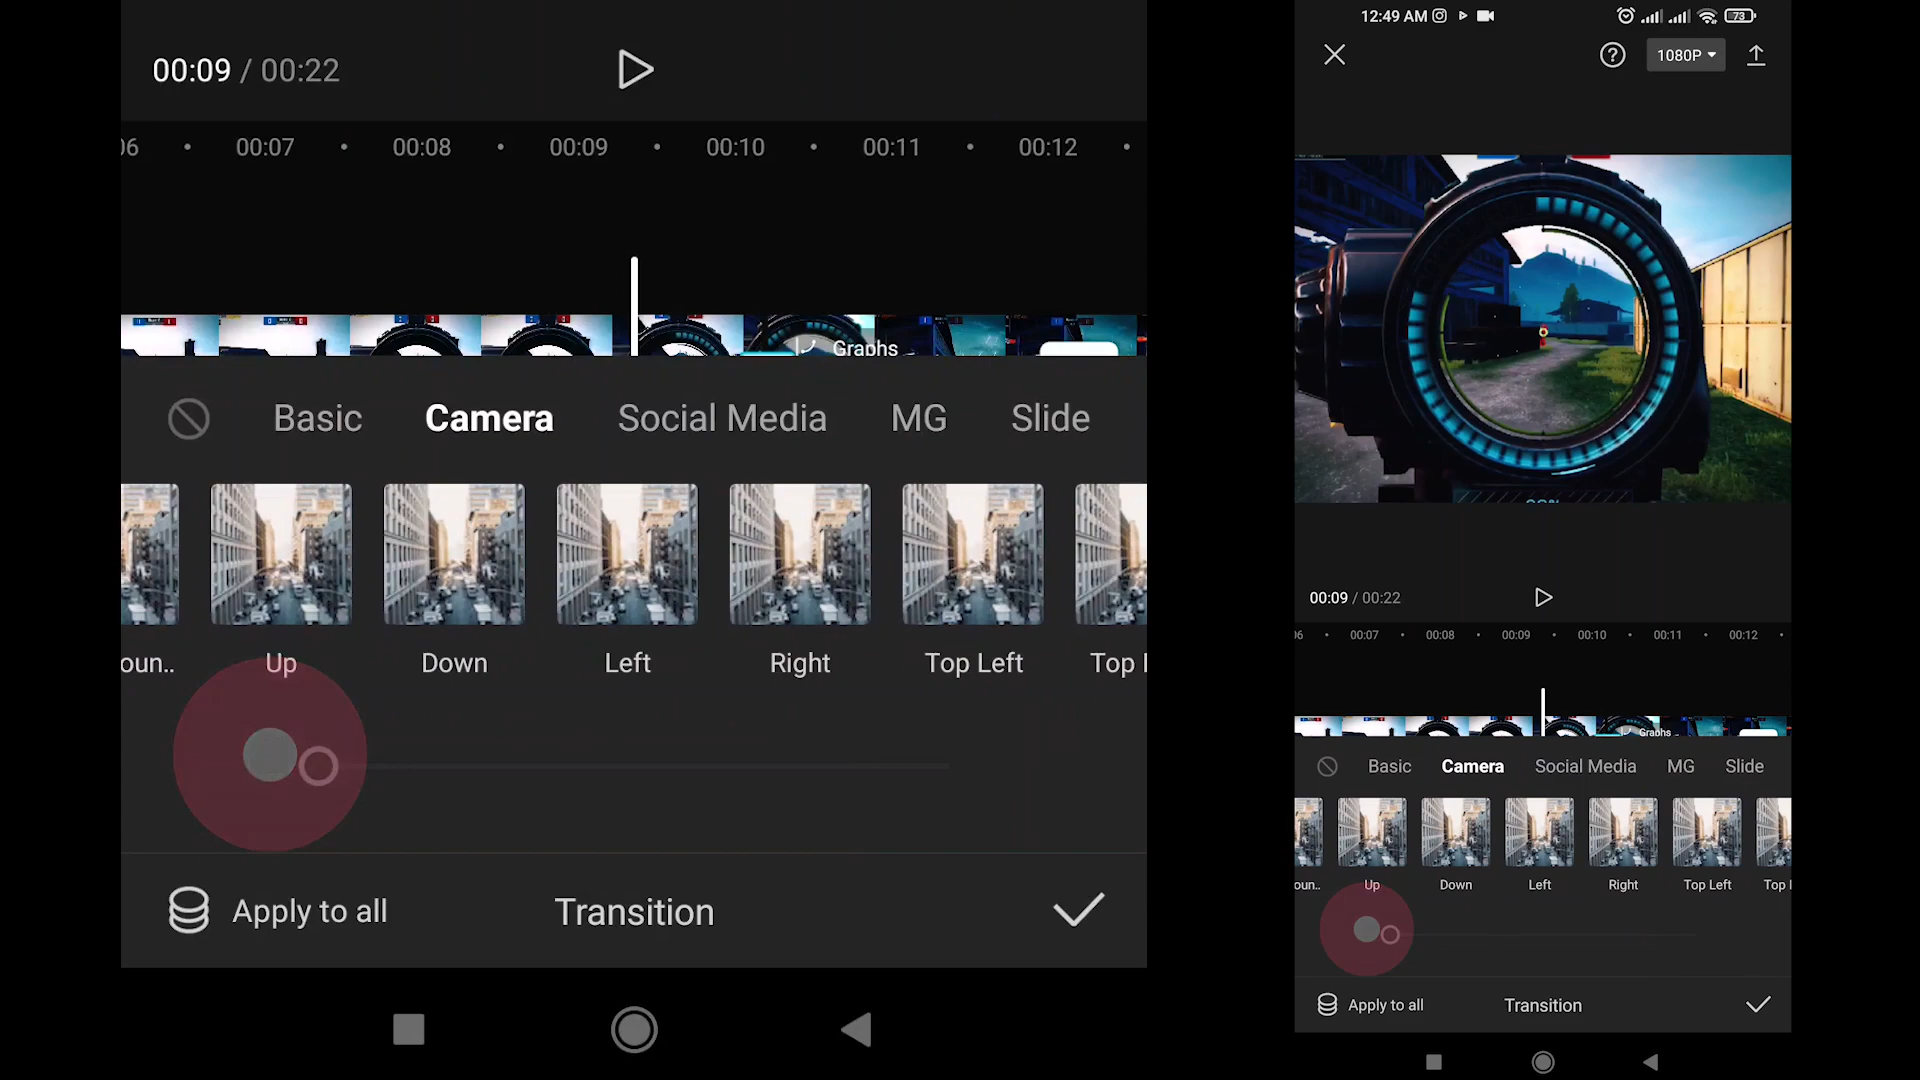 00:09 / 00:22
06 00:07 00:08 00:09 00:10 00:11 00:12
Graphs
Basic Camera Social Media MG Slide
oun.. Up Down Left Right Top Left Top
Apply to all Transition
12:49 AM 73
1080P
00:09 / 00:22
06 00:07 00:08 00:09 00:10 00:11 00:12
Graphs
Basic Camera Social Media MG Slide
oun.. Up Down Left Right Top Left Top
Apply to all Transition